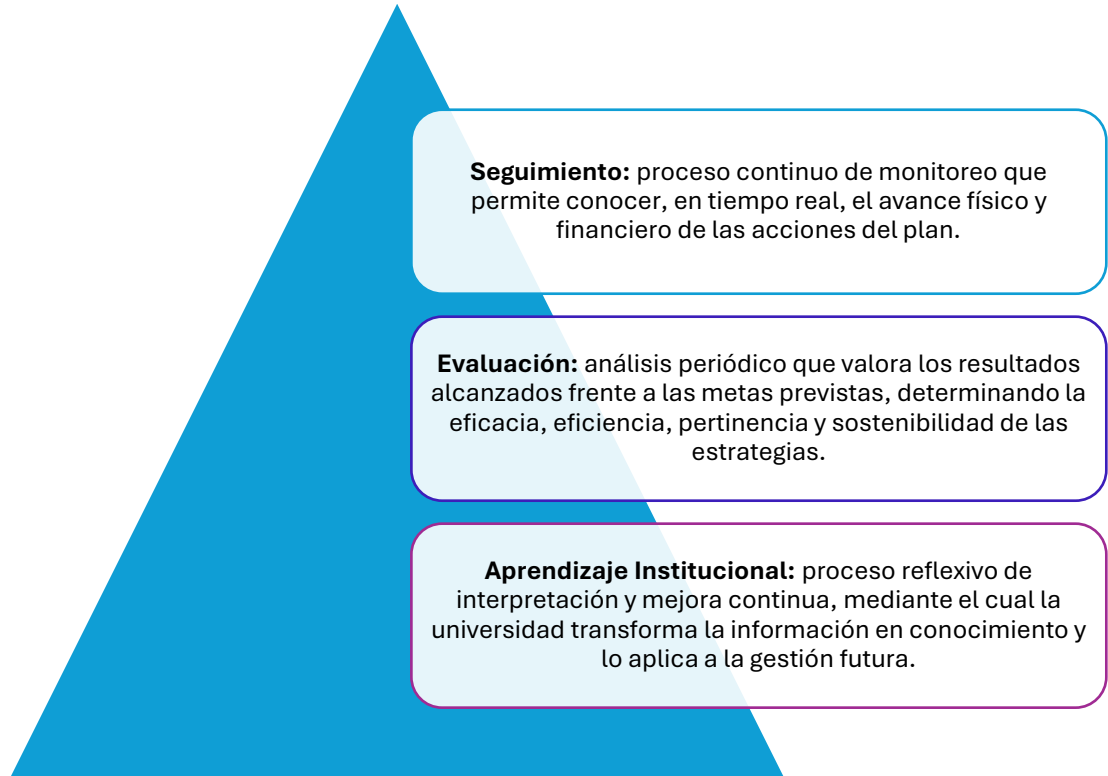 Seguimiento: proceso continuo de monitoreo que
permite conocer, en tiempo real, el avance físico y
financiero de las acciones del plan.
Evaluación: análisis periódico que valora los resultados
alcanzados frente a las metas previstas, determinando la
eficacia, eficiencia, pertinencia y sostenibilidad de las
estrategias.
Aprendizaje Institucional: proceso reflexivo de
interpretación y mejora continua, mediante el cual la
universidad transforma la información en conocimiento y
lo aplica a la gestión futura.